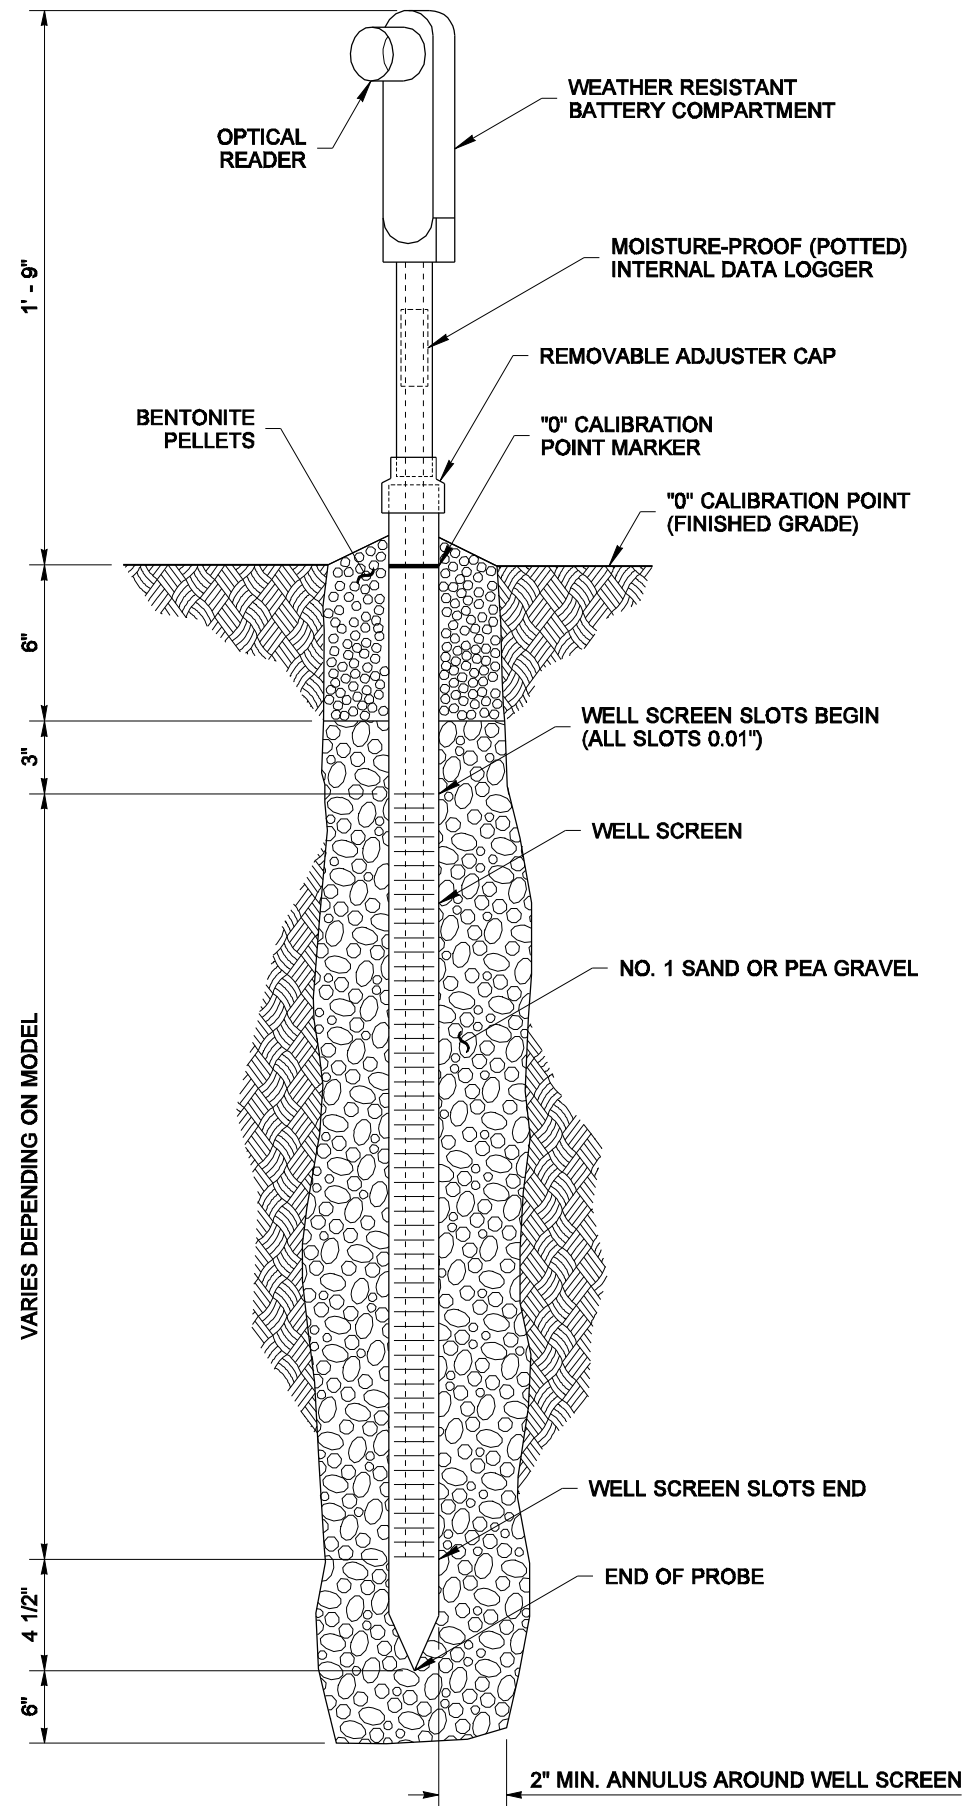 WEATHER RESISTANT
BATTERY COMPARTMENT
OPTICAL
READER
MOISTURE-PROOF (POTTED)
INTERNAL DATA LOGGER
1' - 9"
REMOVABLE ADJUSTER CAP
BENTONITE
PELLETS
"0" CALIBRATION
POINT MARKER
"0" CALIBRATION POINT
(FINISHED GRADE)
6"
WELL SCREEN SLOTS BEGIN
(ALL SLOTS 0.01")
3"
WELL SCREEN
NO. 1 SAND OR PEA GRAVEL
VARIES DEPENDING ON MODEL
WELL SCREEN SLOTS END
END OF PROBE
4 1/2"
6"
2" MIN. ANNULUS AROUND WELL SCREEN